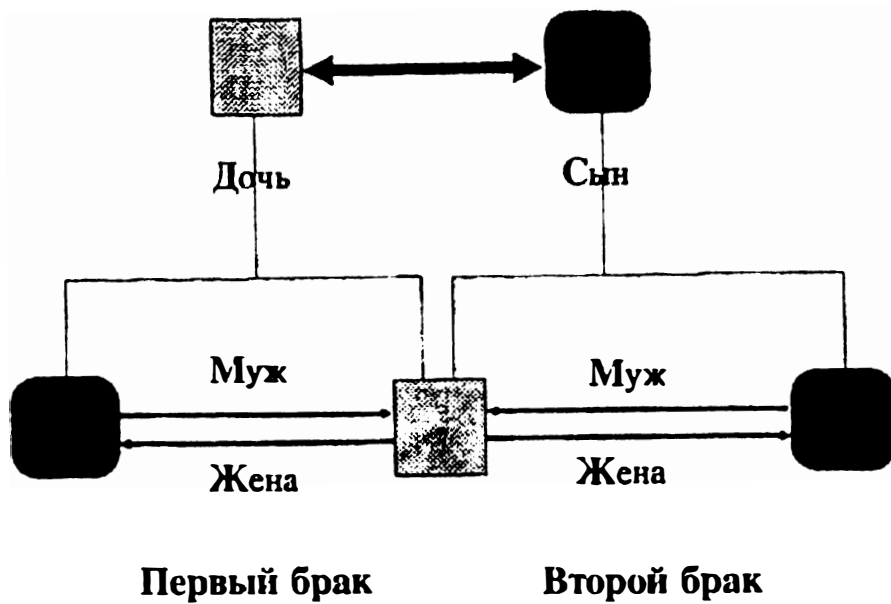 Дочь
Сын
Муж
Муж
Жена
Жена
Первый брак
Второй брак